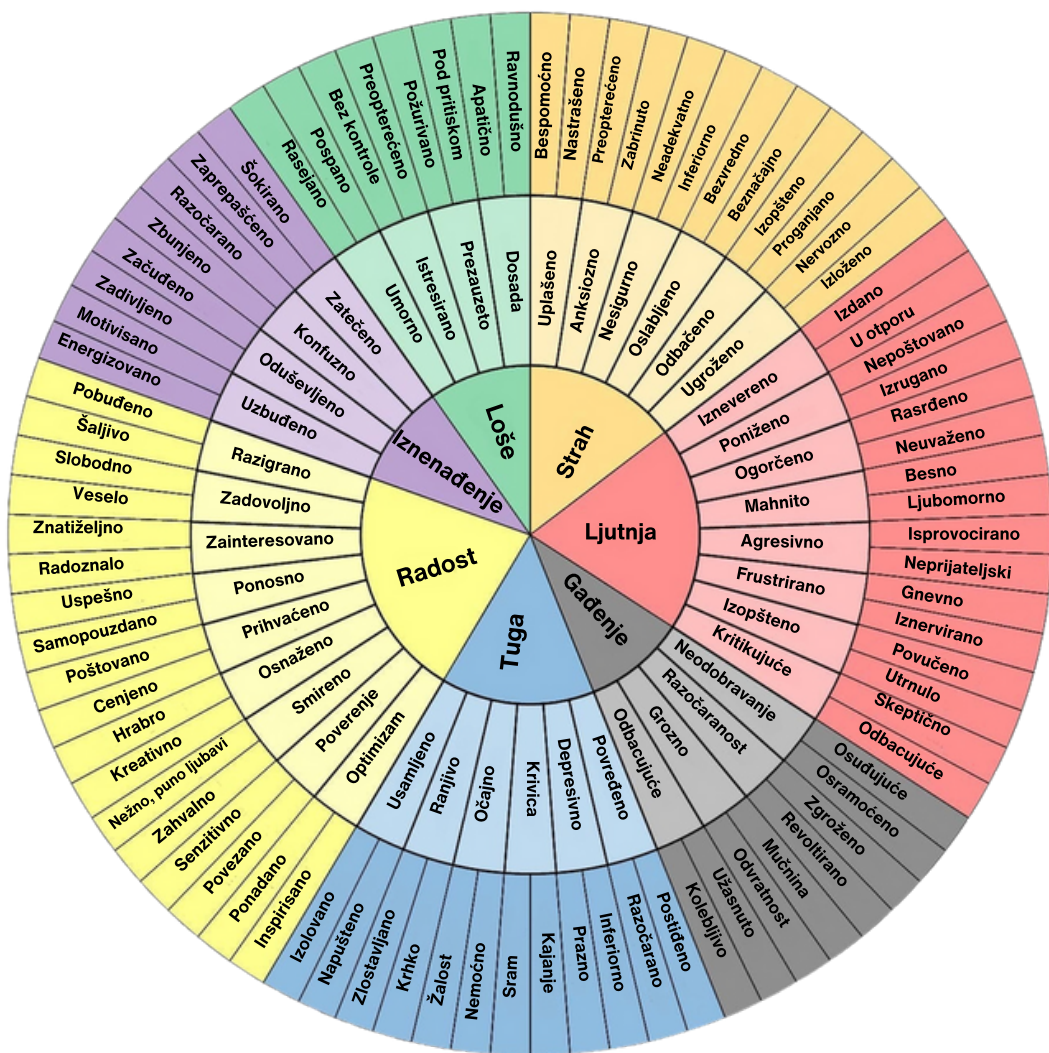 Strah
Ljutnja
Gađenje
Tuga
Radost
Iznenađenje
Loše
Uplašeno
Anksiozno
Nesigurno
Oslabljeno
Odbačeno
Ugroženo
Iznevereno
Poniženo
Ogorčeno
Mahnito
Agresivno
Frustrirano
Izopšteno
Kritikujuće
Neodobravanje
Razočaranost
Grozno
Odbacujuće
Povređeno
Depresivno
Krivica
Očajno
Ranjivo
Usamljeno
Optimizam
Poverenje
Smireno
Osnaženo
Prihvaćeno
Ponosno
Zainteresovano
Zadovoljno
Razigrano
Uzbuđeno
Oduševljeno
Konfuzno
Zatečeno
Umorno
Istresirano
Prezauzeto
Dosada
Bespomoćno
Nastrašeno
Preopterećeno
Zabrinuto
Neadekvatno
Inferiorno
Bezvredno
Beznačajno
Izopšteno
Proganjano
Nervozno
Izloženo
Izdano
U otporu
Nepoštovano
Izrugano
Rasrđeno
Neuvaženo
Besno
Ljubomorno
Isprovocirano
Neprijateljski
Gnevno
Iznervirano
Povučeno
Utrnulo
Skeptično
Odbacujuće
Osuđujuće
Osramoćeno
Zgroženo
Revoltirano
Mučnina
Odvratnost
Užasnuto
Kolebljivo
Postiđeno
Razočarano
Inferiorno
Prazno
Kajanje
Sram
Nemoćno
Žalost
Krhko
Zlostavljano
Napušteno
Izolovano
Inspirisano
Ponadano
Povezano
Senzitivno
Zahvalno
Nežno, puno ljubavi
Kreativno
Hrabro
Cenjeno
Poštovano
Samopouzdano
Uspešno
Radoznalo
Znatiželjno
Veselo
Slobodno
Šaljivo
Pobuđeno
Energizovano
Motivisano
Zadivljeno
Začuđeno
Zbunjeno
Razočarano
Zaprepašćeno
Šokirano
Rasejano
Pospano
Bez kontrole
Preopterećeno
Požurivano
Pod pritiskom
Apatično
Ravnodušno